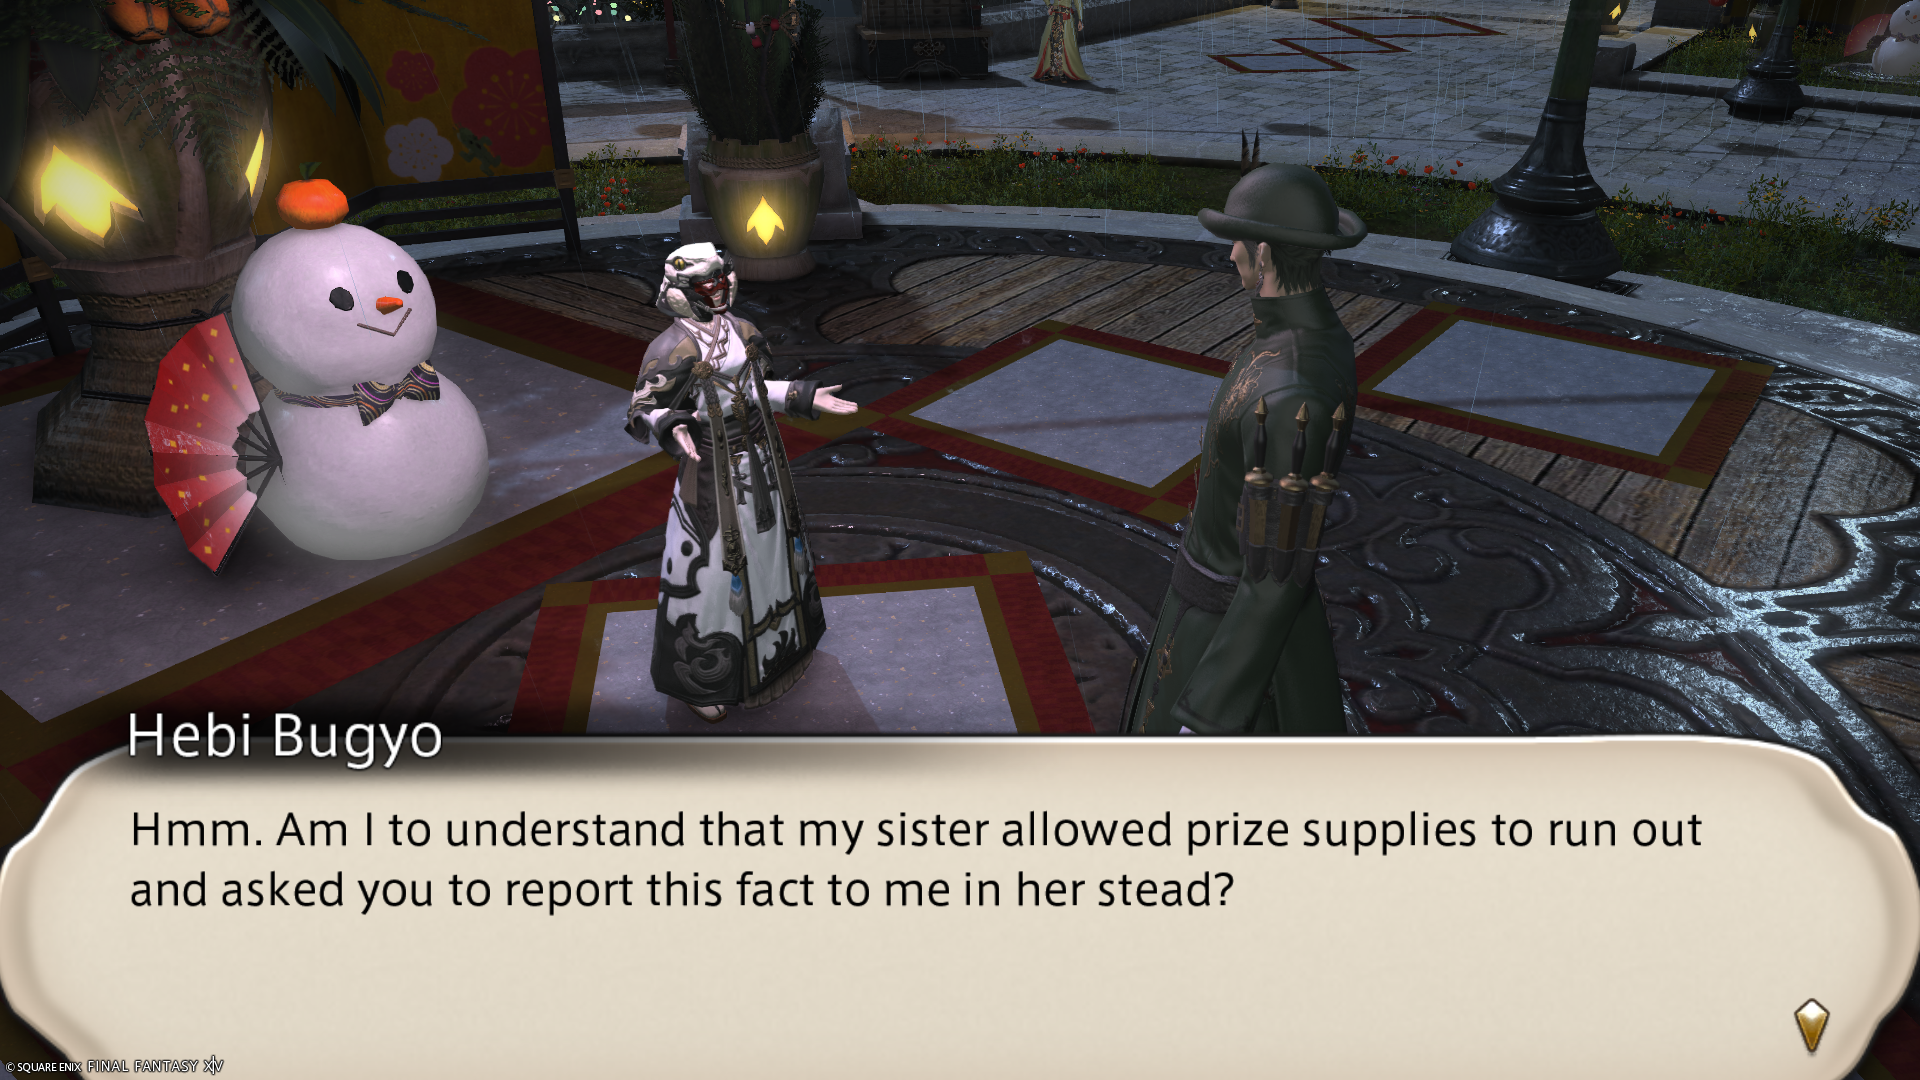 Hebi Bugyo
Hmm. Am I to understand that my sister allowed prize supplies to run out
and asked you to report this fact to me in her stead?
© SQUARE ENIX FINAL FANTASY XIV